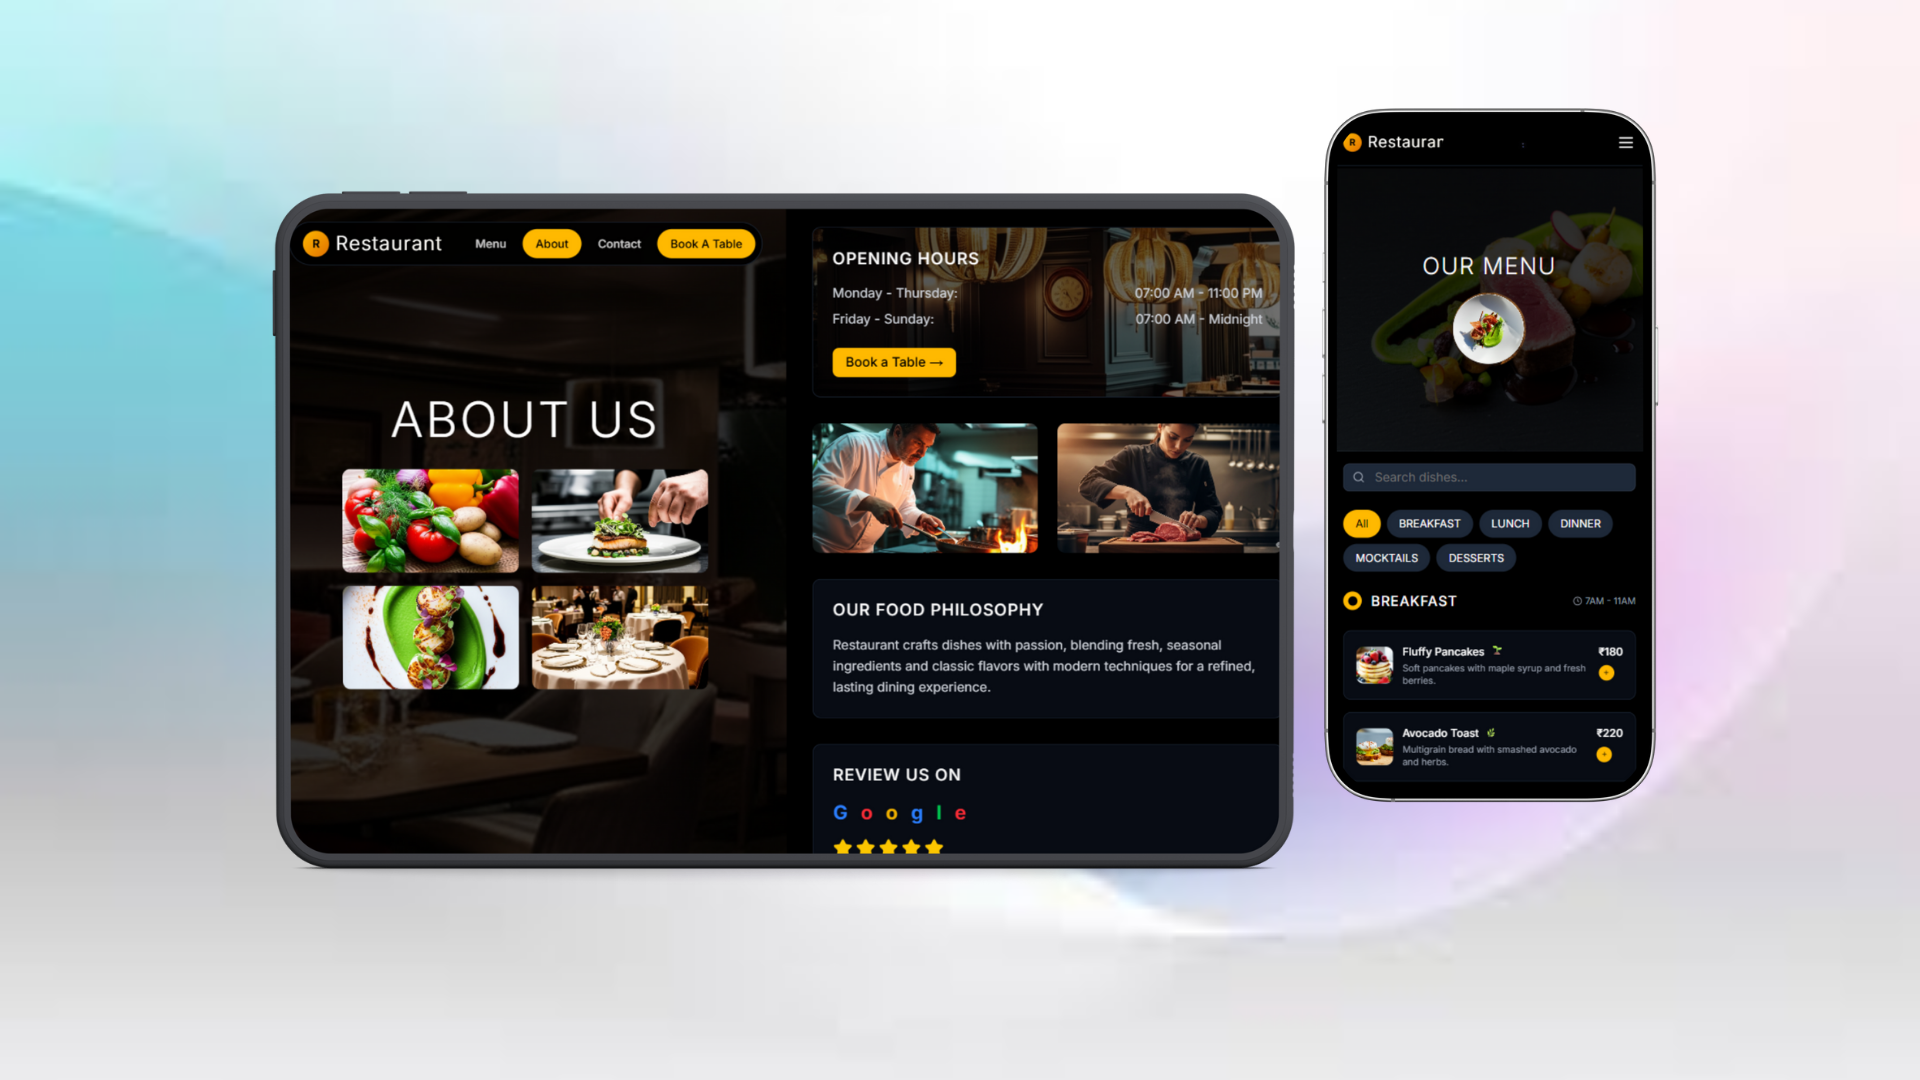 R Restaurant Menu About Contact Book A Table
ABOUT US
OPENING HOURS
Monday - Thursday: 07:00 AM - 11:00 PM
Friday - Sunday: 07:00 AM - Midnight
Book a Table →
OUR FOOD PHILOSOPHY
Restaurant crafts dishes with passion, blending fresh, seasonal
ingredients and classic flavors with modern techniques for a refined,
lasting dining experience.
REVIEW US ON
Google
R Restaurar
OUR MENU
Search dishes...
All BREAKFAST LUNCH DINNER
MOCKTAILS DESSERTS
BREAKFAST 7AM - 11AM
Fluffy Pancakes ₹180
Soft pancakes with maple syrup and fresh
berries.
Avocado Toast ₹220
Multigrain bread with smashed avocado
and herbs.